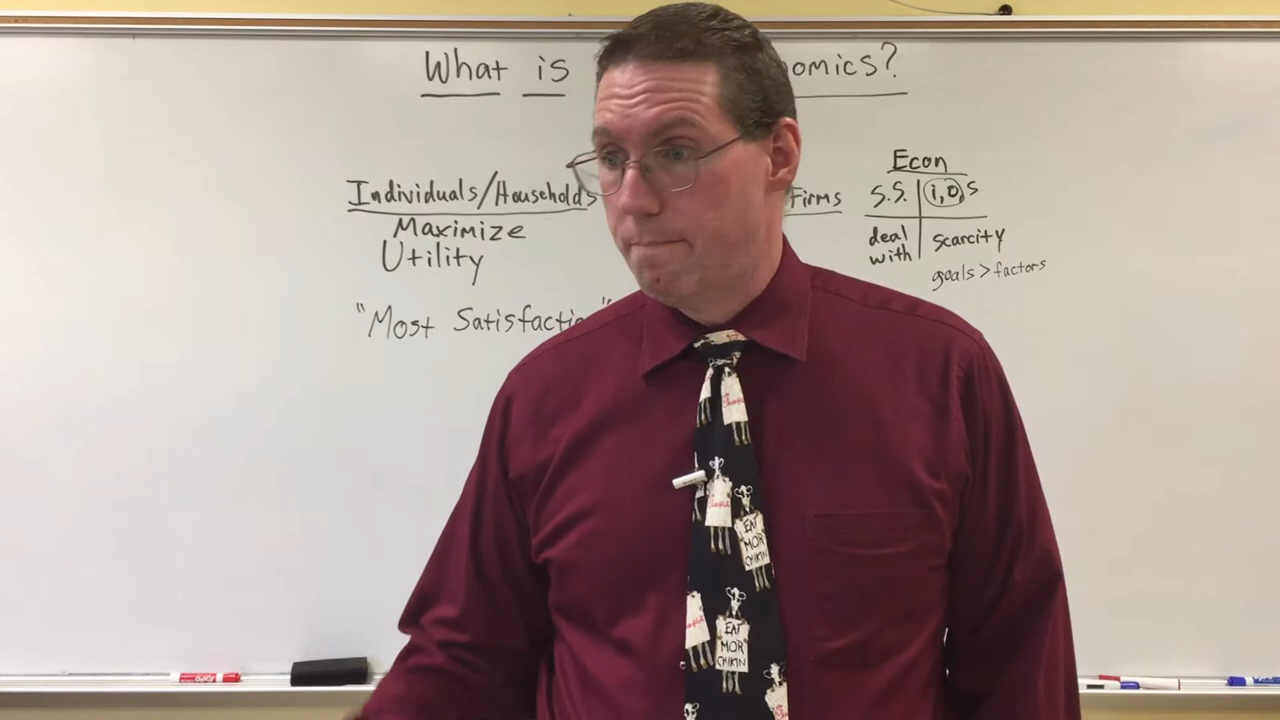 What is omics?
Individuals/Households
Firms
Maximize
Utility
"Most Satisfactio"
Econ
S.S. i,o,s
deal
with
scarcity
goals > factors
EAT
MOR
CHIKIN
EAT
MOR
CHIKIN